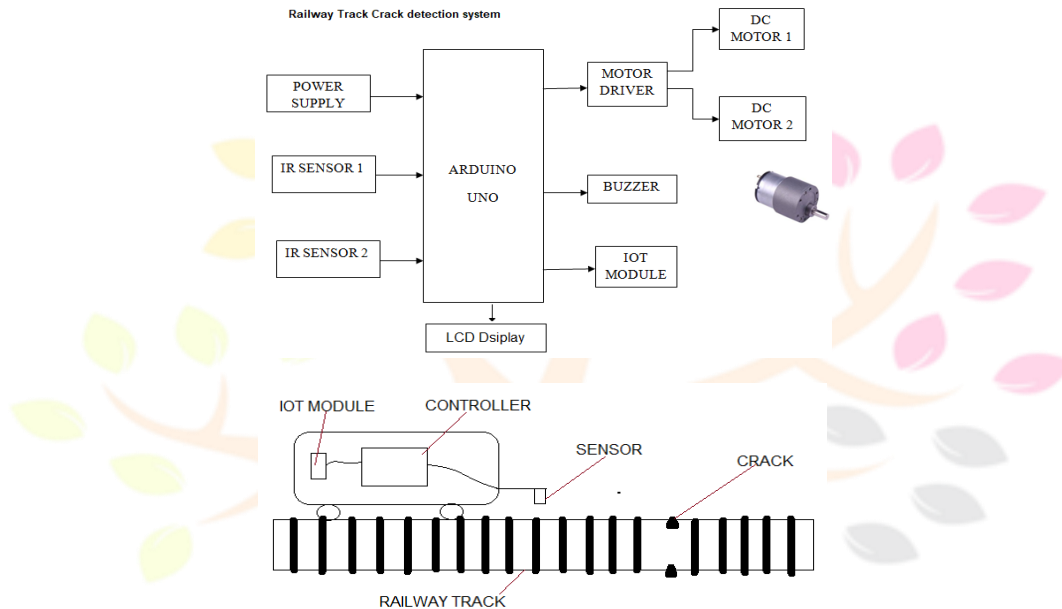 Railway Track Crack detection system
POWER
SUPPLY
IR SENSOR 1
IR SENSOR 2
ARDUINO
UNO
MOTOR
DRIVER
DC
MOTOR 1
DC
MOTOR 2
BUZZER
IOT
MODULE
LCD Dsiplay
IOT MODULE
CONTROLLER
SENSOR
CRACK
RAILWAY TRACK